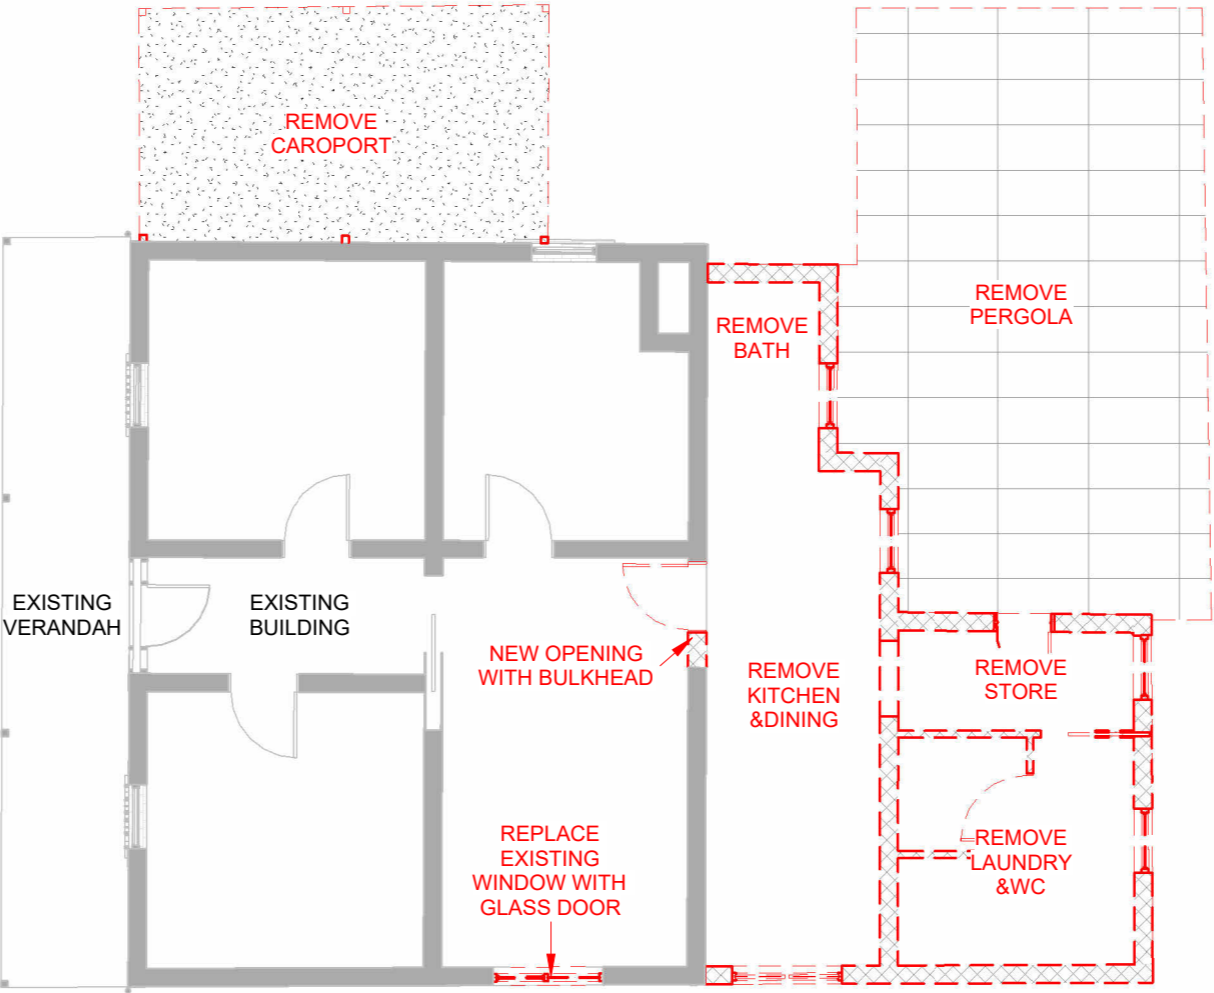 REMOVE
CAROPORT
REMOVE
PERGOLA
REMOVE
BATH
EXISTING
VERANDAH
EXISTING
BUILDING
NEW OPENING
WITH BULKHEAD
REMOVE
KITCHEN
&DINING
REMOVE
STORE
REPLACE
EXISTING
WINDOW WITH
GLASS DOOR
REMOVE
LAUNDRY
&WC